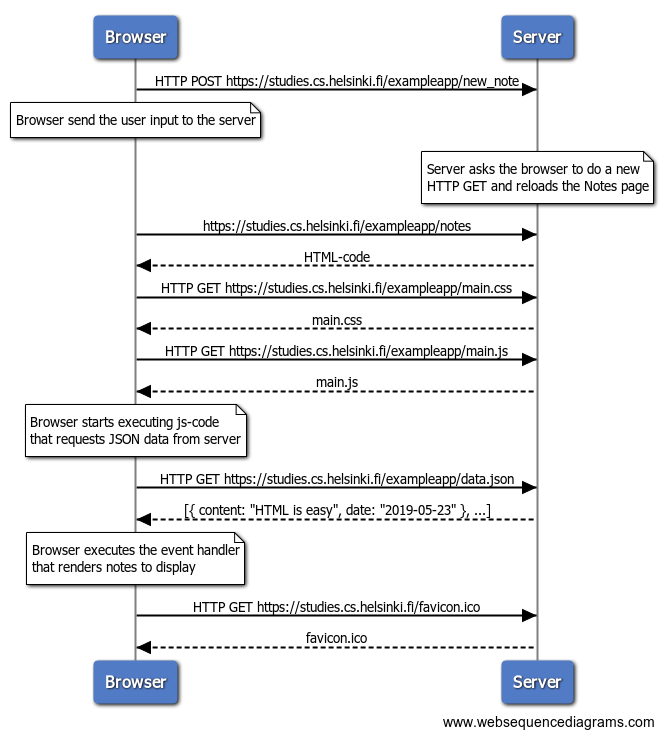 Browser
Server
HTTP POST https://studies.cs.helsinki.fi/exampleapp/new_note
Browser send the user input to the server
Server asks the browser to do a new
HTTP GET and reloads the Notes page
https://studies.cs.helsinki.fi/exampleapp/notes
HTML-code
HTTP GET https://studies.cs.helsinki.fi/exampleapp/main.css
main.css
HTTP GET https://studies.cs.helsinki.fi/exampleapp/main.js
main.js
Browser starts executing js-code
that requests JSON data from server
HTTP GET https://studies.cs.helsinki.fi/exampleapp/data.json
[{ content: "HTML is easy", date: "2019-05-23" }, ...]
Browser executes the event handler
that renders notes to display
HTTP GET https://studies.cs.helsinki.fi/favicon.ico
favicon.ico
Browser
Server
www.websequencediagrams.com